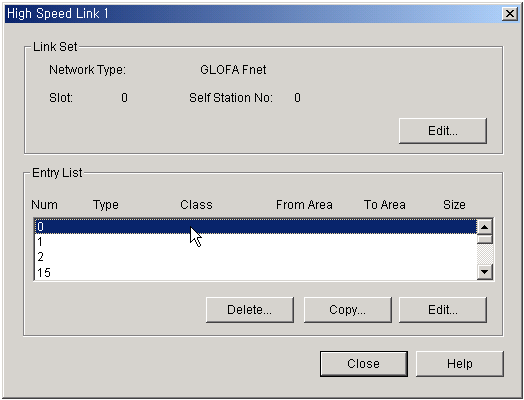 High Speed Link 1
Link Set
Network Type: GLOFA Fnet
Slot: 0 Self Station No: 0
Edit...
Entry List
Num Type Class From Area To Area Size
0
1
2
15
Delete... Copy... Edit...
Close Help